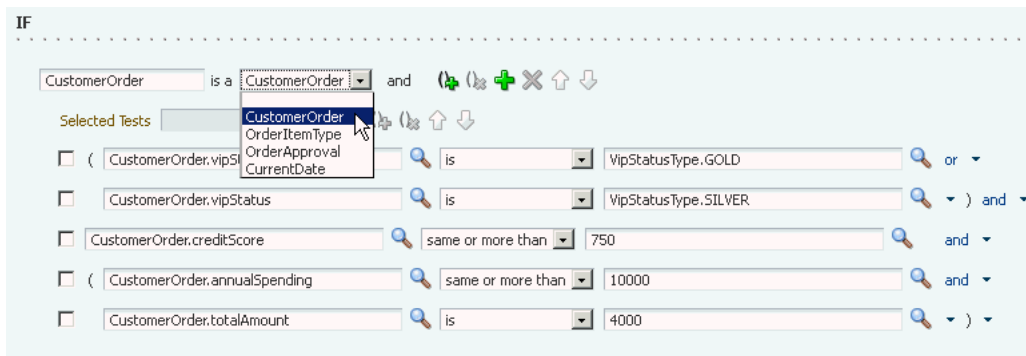 IF
CustomerOrder is a CustomerOrder and
Selected Tests
CustomerOrder
OrderItemType
OrderApproval
CurrentDate
( is VipStatusType.GOLD or
CustomerOrder.vipStatus is VipStatusType.SILVER ) and
CustomerOrder.creditScore same or more than 750 and
( CustomerOrder.annualSpending same or more than 10000 and
CustomerOrder.totalAmount is 4000 )